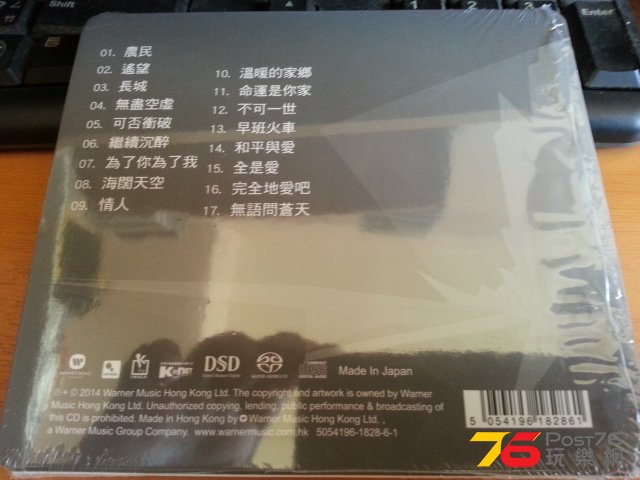 01. 農民
02. 遙望
03. 長城
04. 無盡空虛
05. 可否衝破
06. 繼續沉醉
07. 為了你為了我
08. 海闊天空
09. 情人
10. 溫暖的家鄉
11. 命運是你家
12. 不可一世
13. 早班火車
14. 和平與愛
15. 全是愛
16. 完全地愛吧
17. 無語問蒼天
DSD
Made In Japan
℗ + © 2014 Warner Music Hong Kong Ltd. The copyright and artwork is owned by Warner
Music Hong Kong Ltd. Unauthorized copying, lending, public performance & broadcasting of
this CD is prohibited. Made in Hong Kong by Warner Music Hong Kong Ltd. ,
a Warner Music Group Company. www.warnermusic.com.hk 5054196-1828-6-1
5 054196 182861
76 Post76
玩樂網
Enter